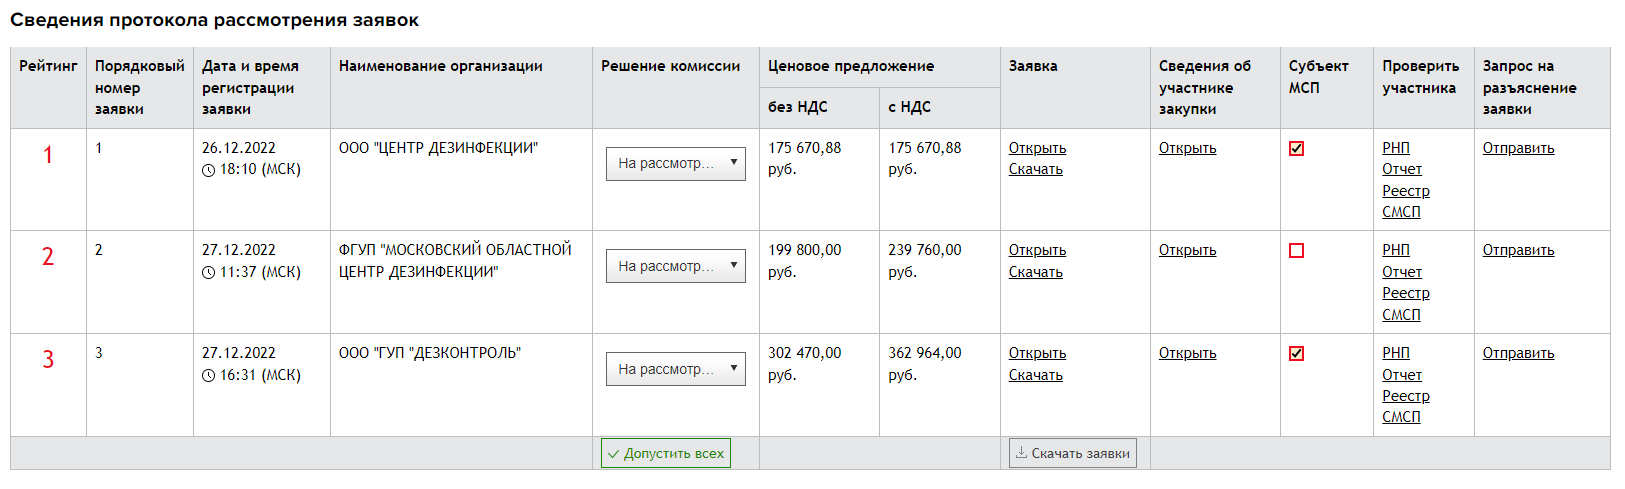 Сведения протокола рассмотрения заявок
Рейтинг
Порядковый
номер
заявки
Дата и время
регистрации
заявки
Наименование организации
Решение комиссии
Ценовое предложение
без НДС
с НДС
Заявка
Сведения об
участнике
закупки
Субъект
МСП
Проверить
участника
Запрос на
разъяснение
заявки
1
1
26.12.2022
18:10 (МСК)
ООО "ЦЕНТР ДЕЗИНФЕКЦИИ"
На рассмотр...
175 670,88
руб.
175 670,88
руб.
Открыть
Скачать
Открыть
РНП
Отчет
Реестр
СМСП
Отправить
2
2
27.12.2022
11:37 (МСК)
ФГУП "МОСКОВСКИЙ ОБЛАСТНОЙ
ЦЕНТР ДЕЗИНФЕКЦИИ"
На рассмотр...
199 800,00
руб.
239 760,00
руб.
Открыть
Скачать
Открыть
РНП
Отчет
Реестр
СМСП
Отправить
3
3
27.12.2022
16:31 (МСК)
ООО "ГУП "ДЕЗКОНТРОЛЬ"
На рассмотр...
302 470,00
руб.
362 964,00
руб.
Открыть
Скачать
Открыть
РНП
Отчет
Реестр
СМСП
Отправить
Допустить всех
Скачать заявки